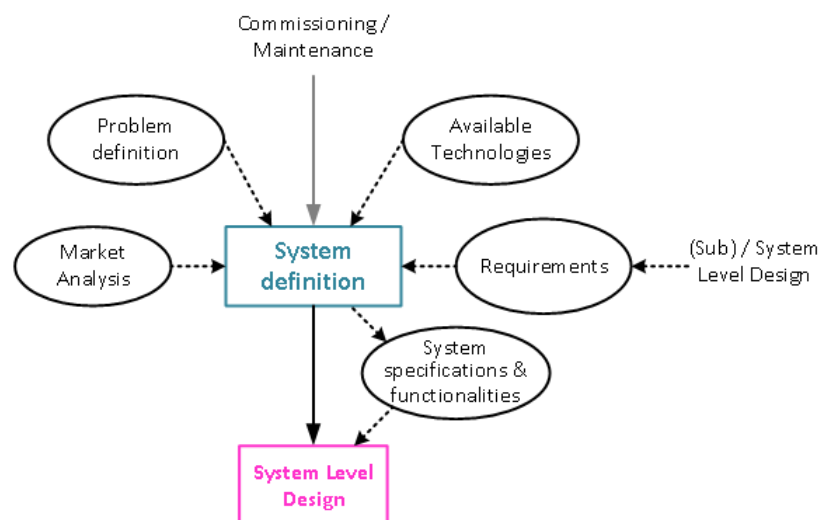 Commissioning /
Maintenance
Problem
definition
Available
Technologies
Market
Analysis
System
definition
Requirements
(Sub) / System
Level Design
System
specifications &
functionalities
System Level
Design